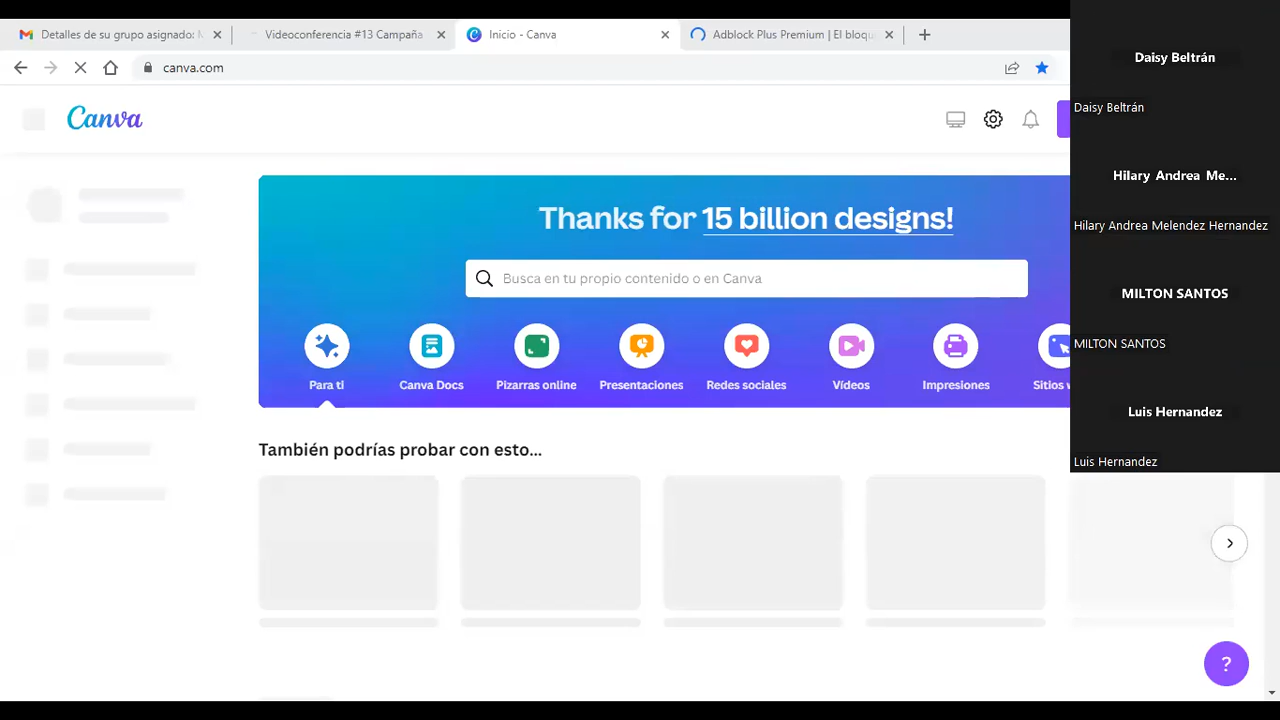 Detalles de su grupo asignado: M
Videoconferencia #13 Campaña
Inicio - Canva
Adblock Plus Premium | El bloqu
canva.com
Canva
Thanks for 15 billion designs!
Busca en tu propio contenido o en Canva
Para ti
Canva Docs
Pizarras online
Presentaciones
Redes sociales
Vídeos
Impresiones
Sitios w
También podrías probar con esto...
?
Daisy Beltrán
Daisy Beltrán
Hilary Andrea Me...
Hilary Andrea Melendez Hernandez
MILTON SANTOS
MILTON SANTOS
Luis Hernandez
Luis Hernandez